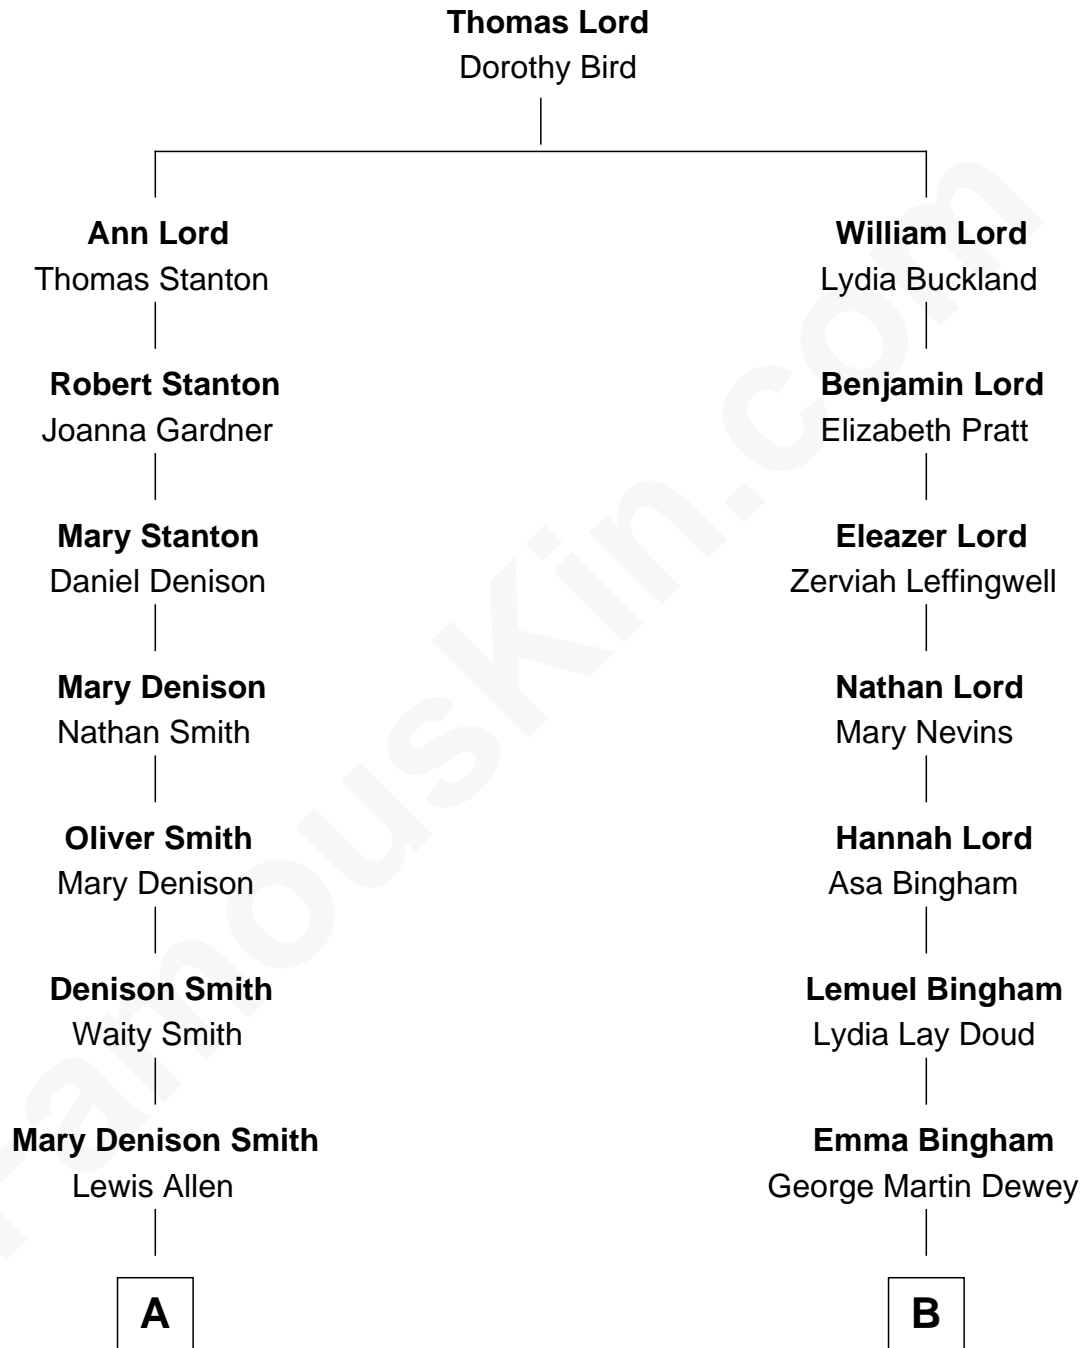 Thomas Lord
Dorothy Bird
Ann Lord
Thomas Stanton
William Lord
Lydia Buckland
Robert Stanton
Joanna Gardner
Benjamin Lord
Elizabeth Pratt
Mary Stanton
Daniel Denison
Eleazer Lord
Zerviah Leffingwell
Mary Denison
Nathan Smith
Nathan Lord
Mary Nevins
Oliver Smith
Mary Denison
Hannah Lord
Asa Bingham
Denison Smith
Waity Smith
Lemuel Bingham
Lydia Lay Doud
Mary Denison Smith
Lewis Allen
Emma Bingham
George Martin Dewey
A
B
FamousKin.com